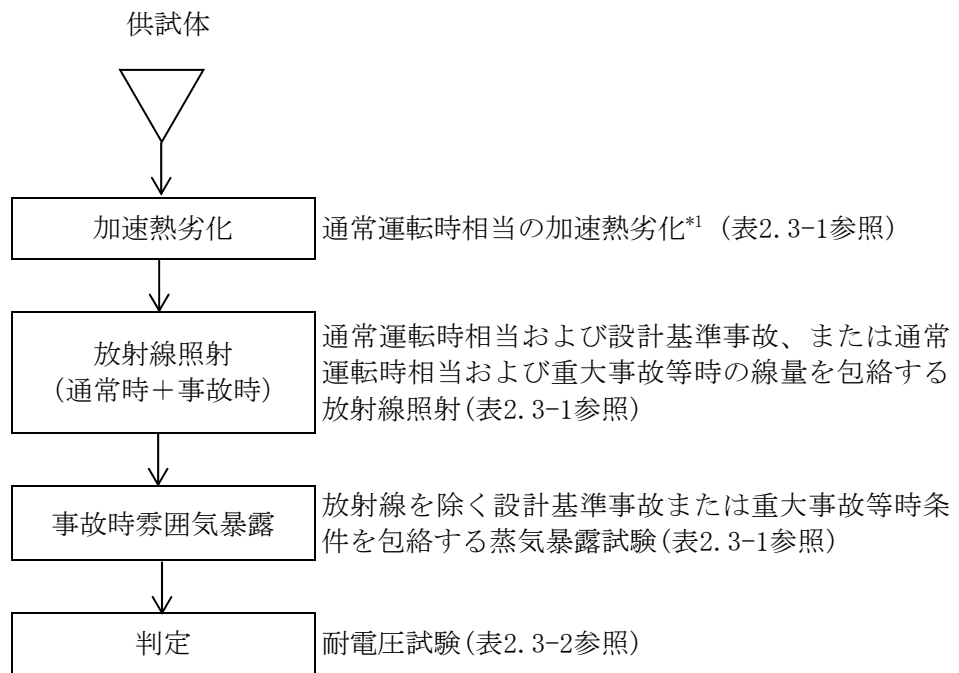 供試体
加速熱劣化
通常運転時相当の加速熱劣化*1 (表2.3-1参照)
放射線照射
(通常時＋事故時)
通常運転時相当および設計基準事故、または通常
運転時相当および重大事故等時の線量を包絡する
放射線照射(表2.3-1参照)
事故時雰囲気暴露
放射線を除く設計基準事故または重大事故等時条
件を包絡する蒸気暴露試験(表2.3-1参照)
判定
耐電圧試験(表2.3-2参照)